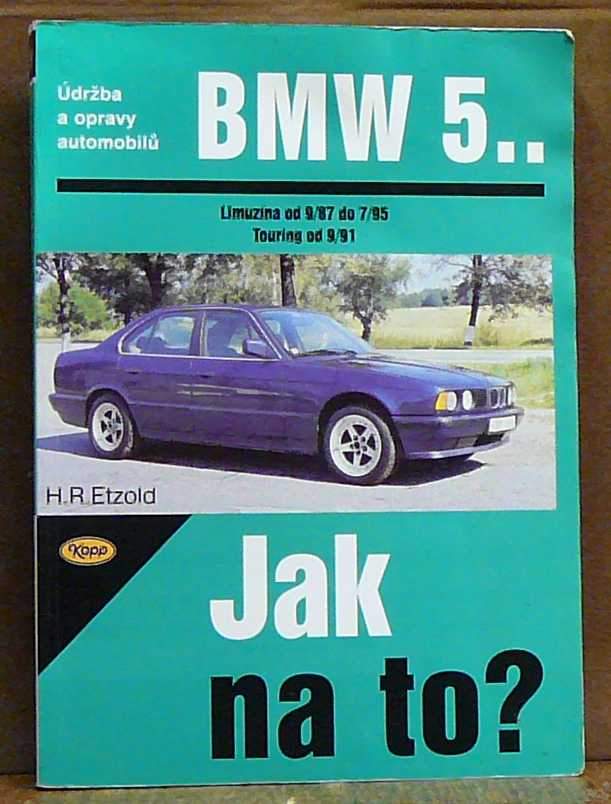 Údržba
a opravy
automobilů
BMW 5..
Limuzína od 9/87 do 7/95
Touring od 9/91
H.R.Etzold
Kopp
Jak
na to?